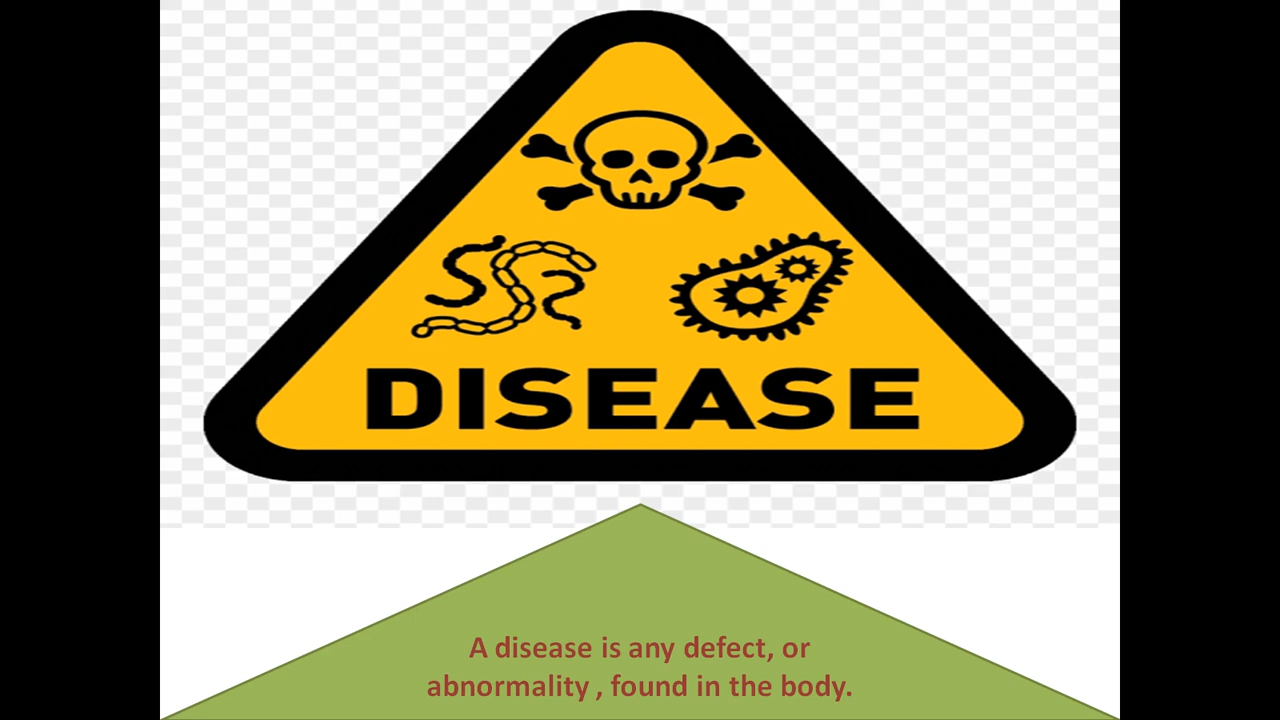 DISEASE
A disease is any defect, or
abnormality , found in the body.